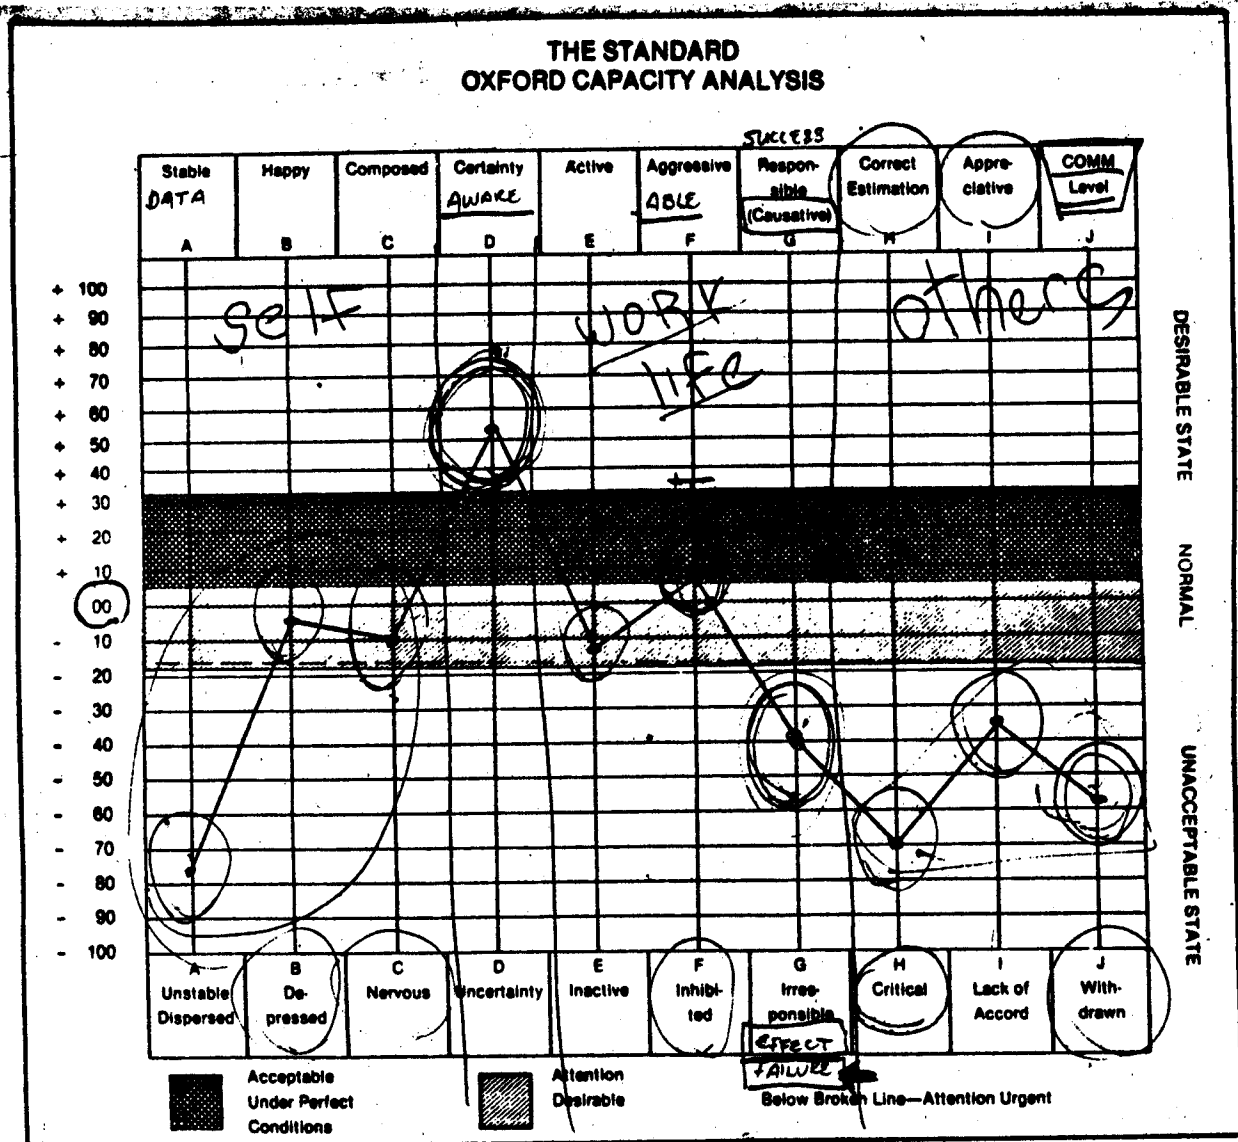 THE STANDARD
OXFORD CAPACITY ANALYSIS
SUCCESS
Stable Happy Composed Certainty Active Aggressive Respon- Correct Appre- COMM
DATA AWARE ABLE sible Estimation ciative Level
(Causative)
A B C D E F G H I J
self work others
life
+ 100
+ 90
+ 80
+ 70
+ 60
+ 50
+ 40
+ 30
+ 20
+ 10
00
- 10
- 20
- 30
- 40
- 50
- 60
- 70
- 80
- 90
- 100
DESIRABLE STATE
NORMAL
UNACCEPTABLE STATE
A B C D E F G H I J
Unstable De- Nervous Uncertainty Inactive Inhibi- Irres- Critical Lack of With-
Dispersed pressed ted ponsible Accord drawn
EFFECT
FAILURE
Acceptable
Under Perfect
Conditions
Attention
Desirable
Below Broken Line—Attention Urgent